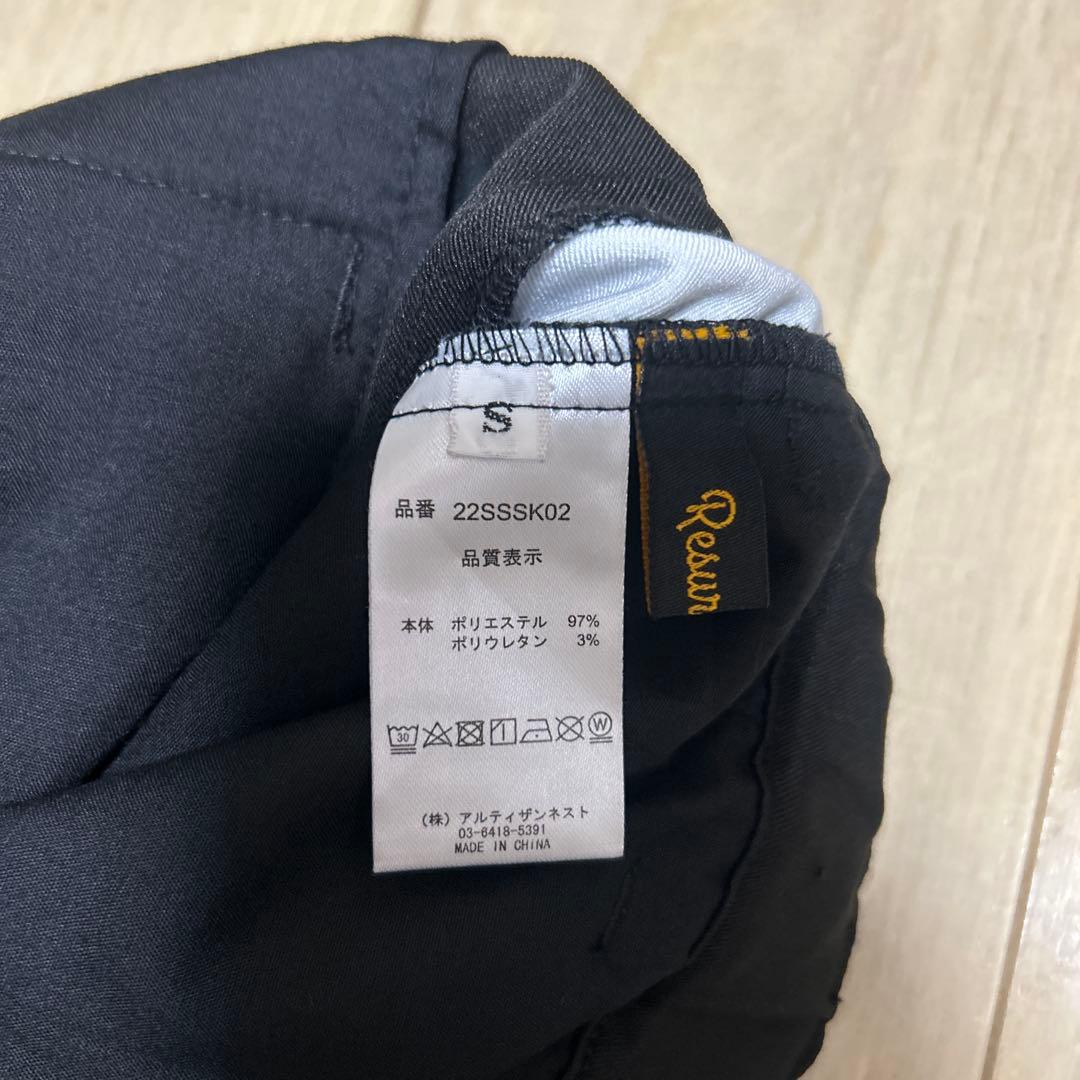 S
品番 22SSSK02
品質表示
本体 ポリエステル 97%
ポリウレタン 3%
30 W
(株) アルティザンネスト
03-6418-5391
MADE IN CHINA
Resur